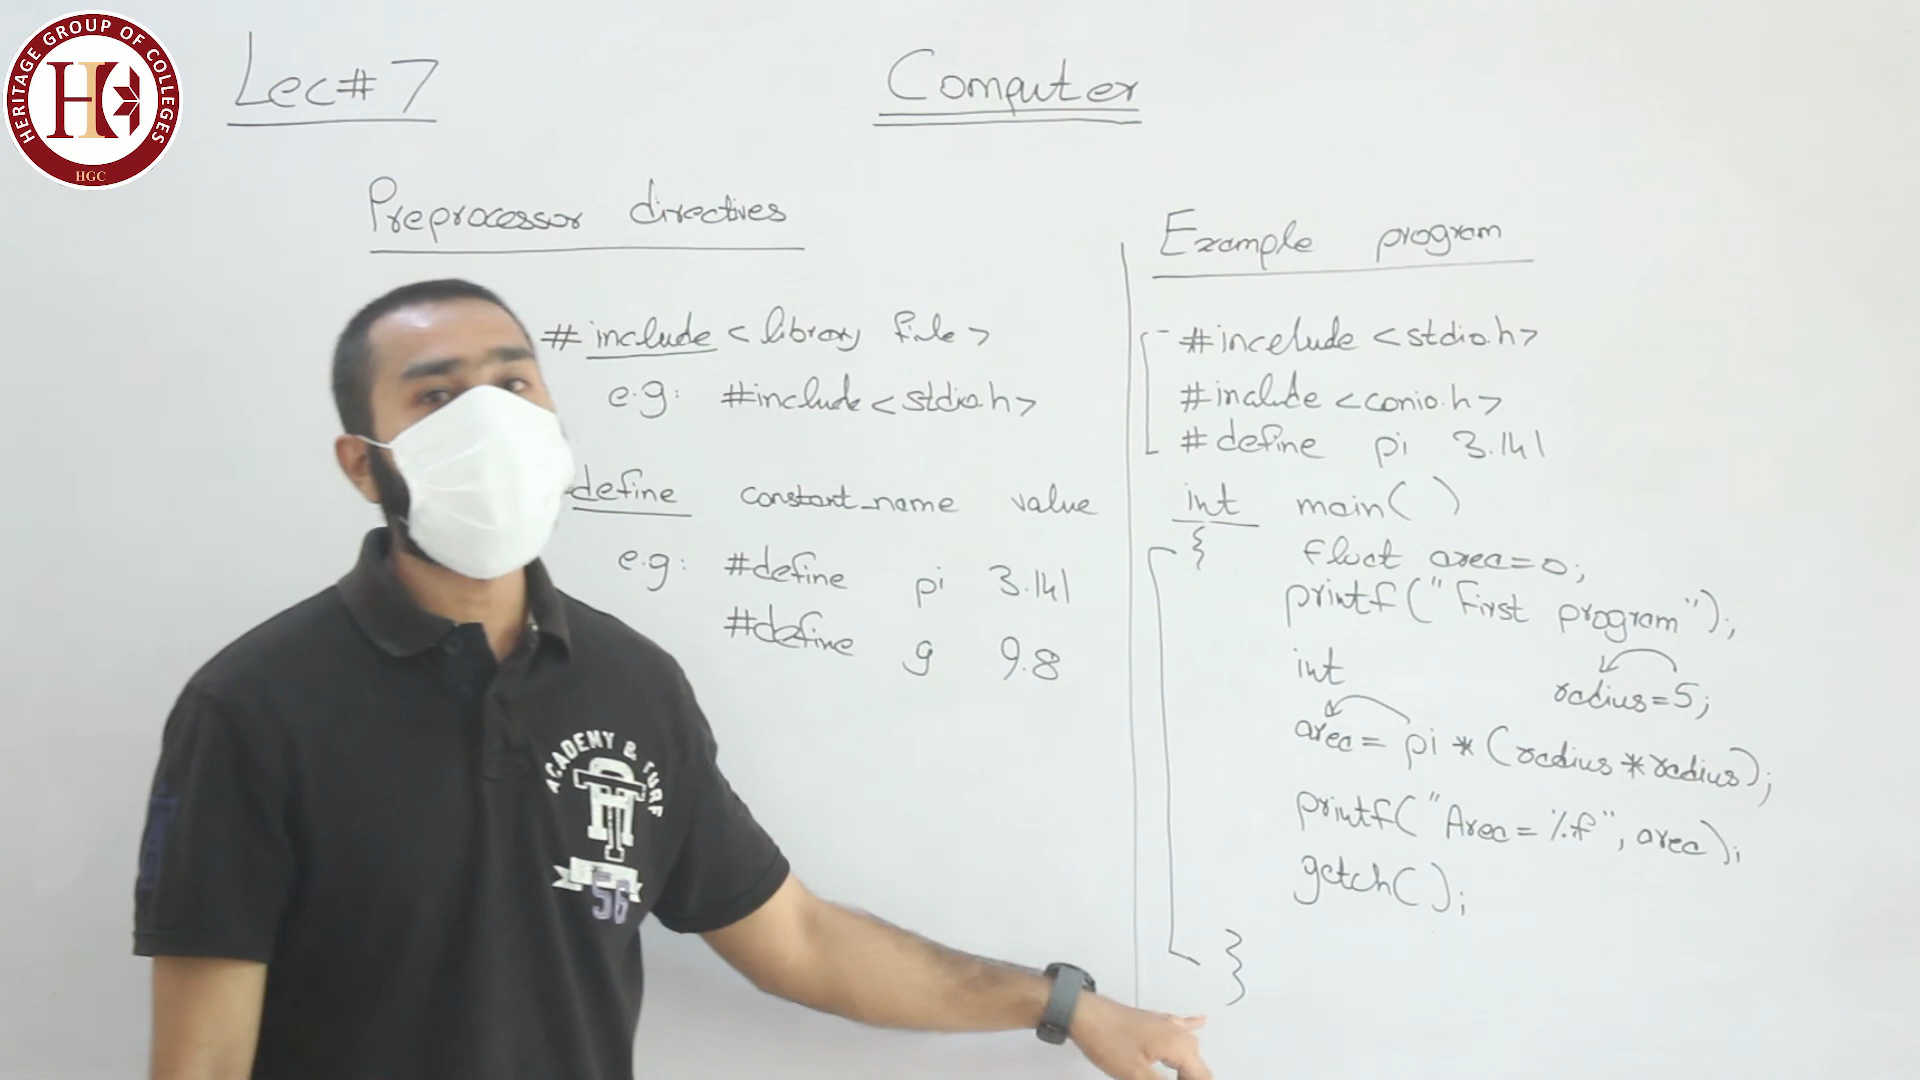 HERITAGE GROUP OF COLLEGES
HGC
Lec# 7
Computer
Preprocessor directives
# include < library file >
e.g: #include < stdio.h >
define constant_name value
e.g: #define pi 3.141
#define g 9.8
Example program
#incelude < stdio.h >
#include < conio.h >
#define pi 3.141
int main( )
{ float area=0;
printf("First program");
int radius=5;
area= pi * (radius * radius);
printf("Area = %f", area);
getch();
}
ACADEMY & TURF
56